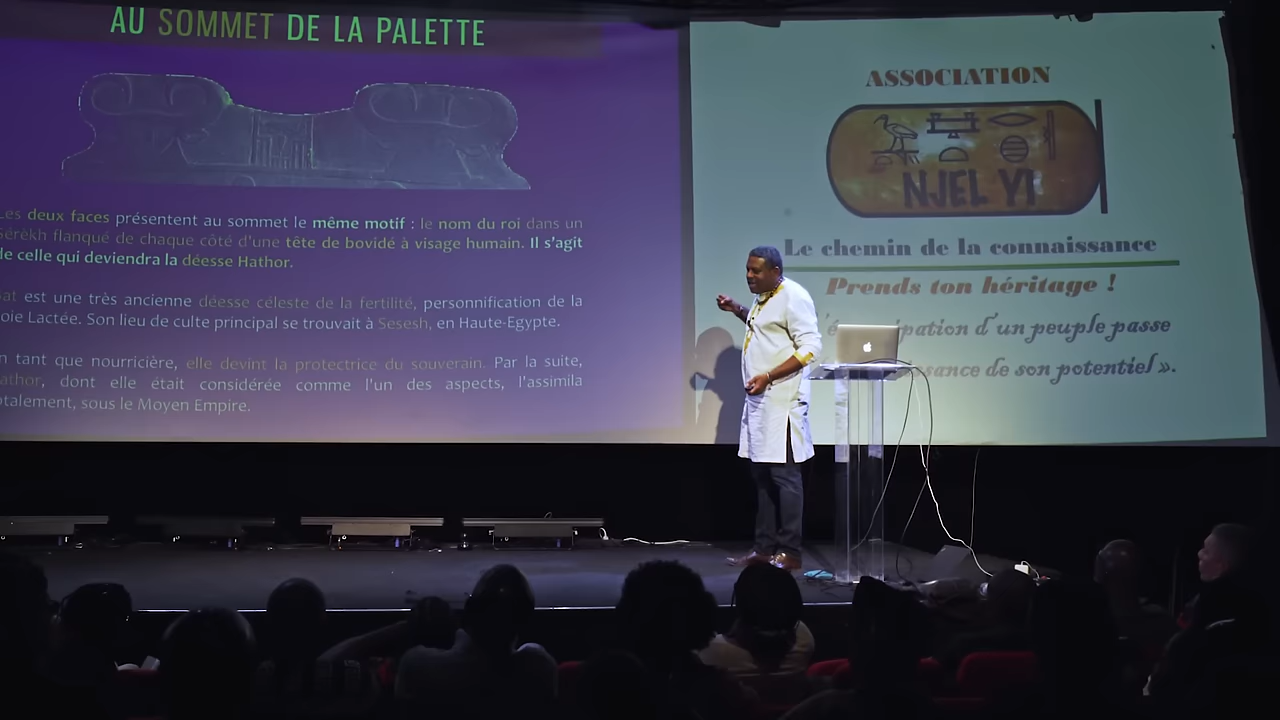 AU SOMMET DE LA PALETTE
Les deux faces présentent au sommet le même motif : le nom du roi dans un
Sérekh flanqué de chaque côté d'une tête de bovidé à visage humain. Il s'agit
de celle qui deviendra la déesse Hathor.
est une très ancienne déesse céleste de la fertilité, personnification de la
Lactée. Son lieu de culte principal se trouvait à Sesesh, en Haute-Egypte.
tant que nourricière, elle devint la protectrice du souverain. Par la suite,
dont elle était considérée comme l'un des aspects, l'assimila
sous le Moyen Empire.
ASSOCIATION
NJEL YI
Le chemin de la connaissance
Prends ton héritage !
d'un peuple passe
de son potentiel ».